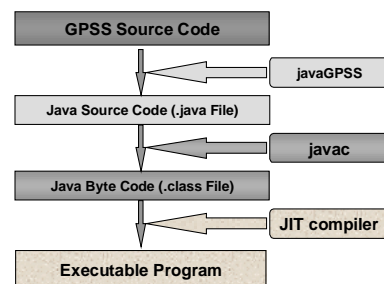 GPSS Source Code
javaGPSS
Java Source Code (.java File)
javac
Java Byte Code (.class File)
JIT compiler
Executable Program